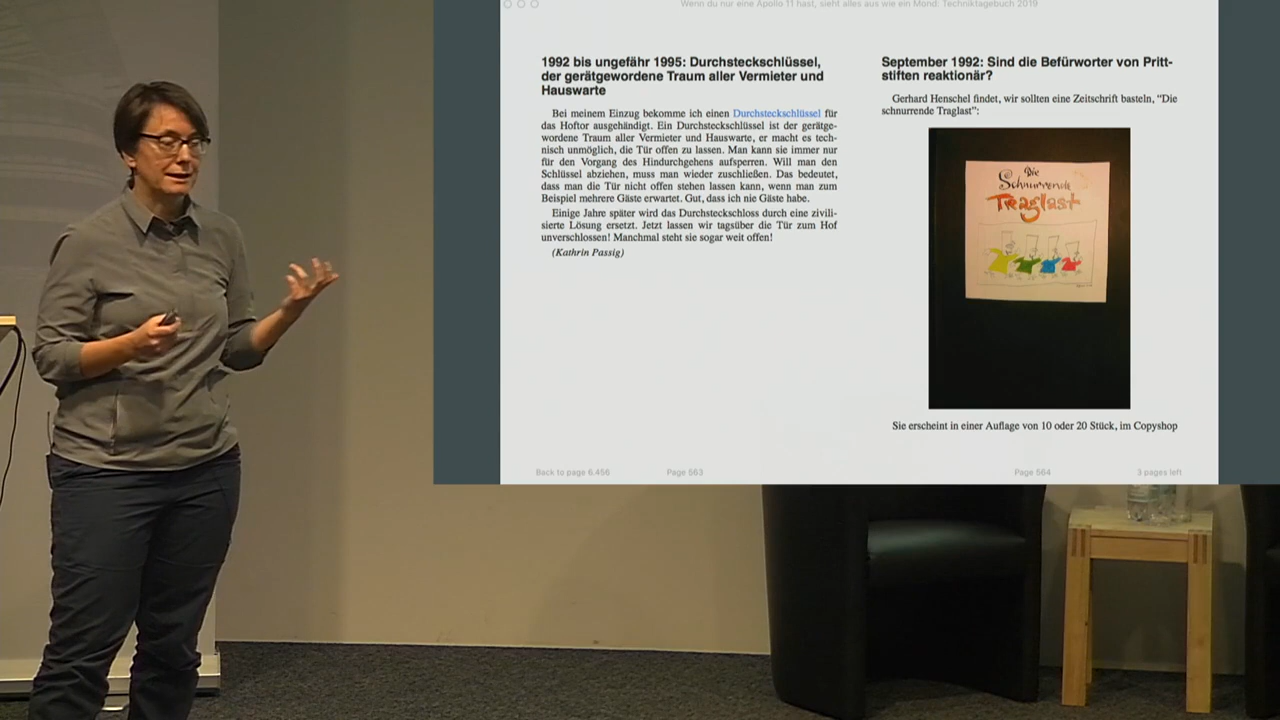 Wenn du nur eine Apollo 11 hast, sieht alles aus wie ein Mond: Techniktagebuch 2019
1992 bis ungefähr 1995: Durchsteckschlüssel,
der gerätgewordene Traum aller Vermieter und
Hauswarte
Bei meinem Einzug bekomme ich einen Durchsteckschlüssel für
das Hoftor ausgehändigt. Ein Durchsteckschlüssel ist der gerätge-
wordene Traum aller Vermieter und Hauswarte, er macht es tech-
nisch unmöglich, die Tür offen zu lassen. Man kann sie immer nur
für den Vorgang des Hindurchgehens aufsperren. Will man den
Schlüssel abziehen, muss man wieder zuschließen. Das bedeutet,
dass man die Tür nicht offen stehen lassen kann, wenn man zum
Beispiel mehrere Gäste erwartet. Gut, dass ich nie Gäste habe.
Einige Jahre später wird das Durchsteckschloss durch eine zivili-
sierte Lösung ersetzt. Jetzt lassen wir tagsüber die Tür zum Hof
unverschlossen! Manchmal steht sie sogar weit offen!
(Kathrin Passig)
Back to page 6.456
Page 563
September 1992: Sind die Befürworter von Pritt-
stiften reaktionär?
Gerhard Henschel findet, wir sollten eine Zeitschrift basteln, "Die
schnurrende Traglast":
Die
Schnurrende
Traglast
Sie erscheint in einer Auflage von 10 oder 20 Stück, im Copyshop
Page 564
3 pages left